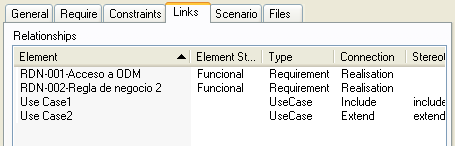 General Require Constraints Links Scenario Files
Relationships
Element Element St... Type Connection Stereot
RDN-001-Acceso a ODM Funcional Requirement Realisation
RDN-002-Regla de negocio 2 Funcional Requirement Realisation
Use Case1 UseCase Include include
Use Case2 UseCase Extend extend